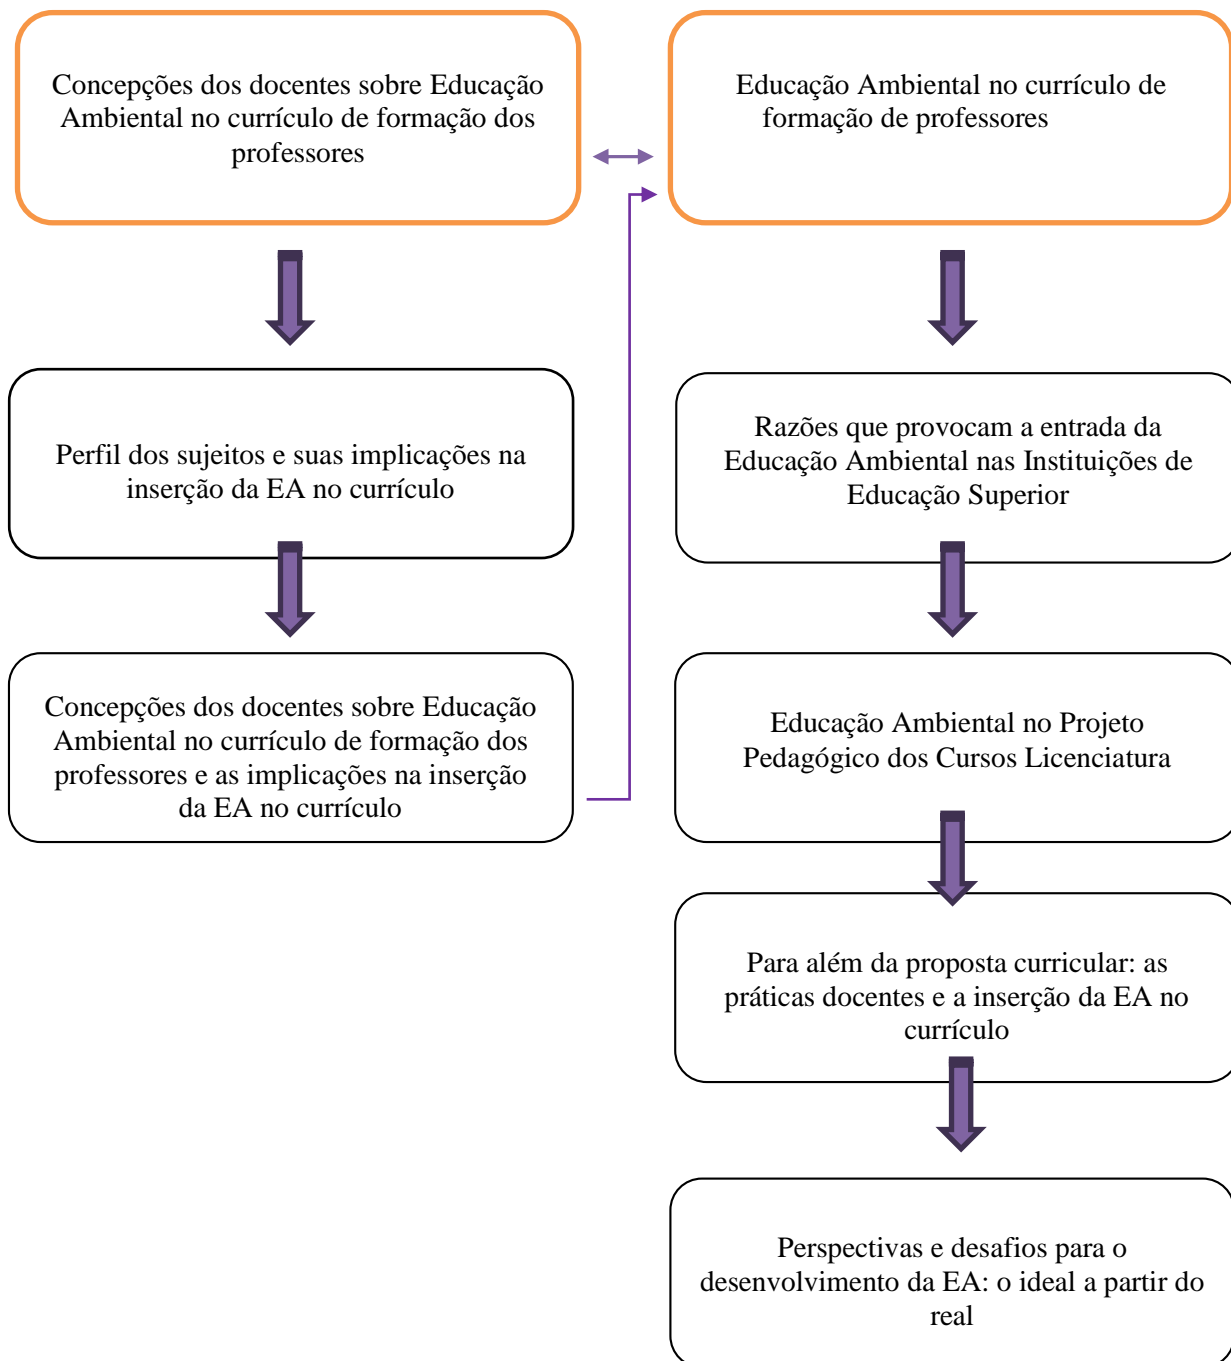 Concepções dos docentes sobre Educação
Ambiental no currículo de formação dos
professores
Educação Ambiental no currículo de
formação de professores
Perfil dos sujeitos e suas implicações na
inserção da EA no currículo
Razões que provocam a entrada da
Educação Ambiental nas Instituições de
Educação Superior
Concepções dos docentes sobre Educação
Ambiental no currículo de formação dos
professores e as implicações na inserção
da EA no currículo
Educação Ambiental no Projeto
Pedagógico dos Cursos Licenciatura
Para além da proposta curricular: as
práticas docentes e a inserção da EA no
currículo
Perspectivas e desafios para o
desenvolvimento da EA: o ideal a partir do
real